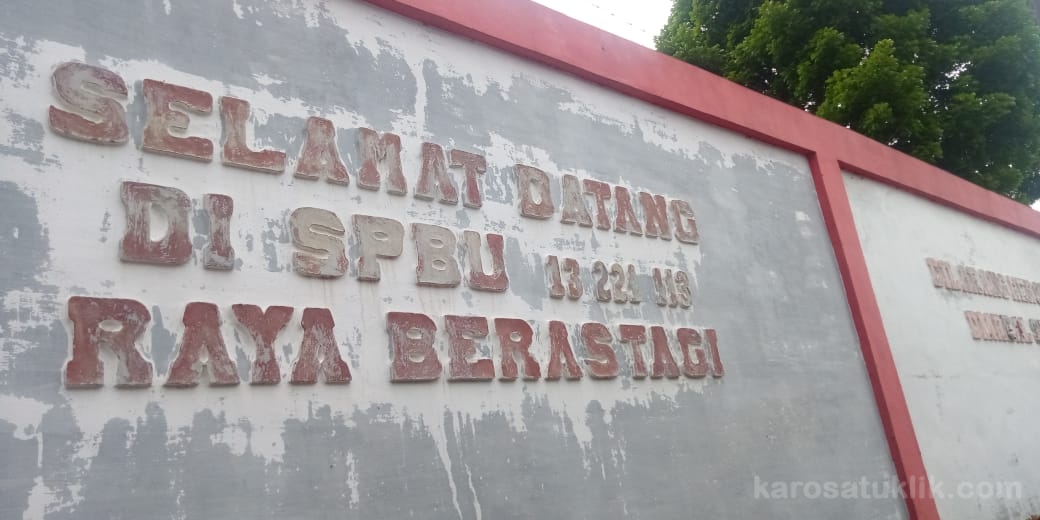 SELAMAT DATANG
DI SPBU 13 221 113
RAYA BERASTAGI
karosatuklik.com